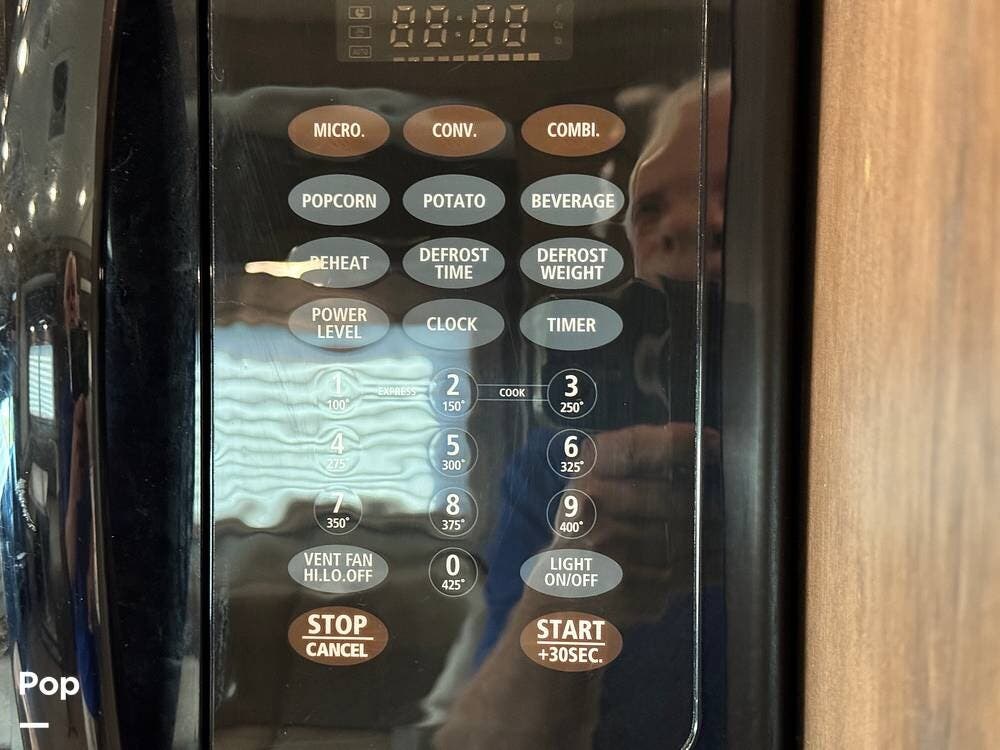 88:88
AUTO
MICRO. CONV. COMBI.
POPCORN POTATO BEVERAGE
REHEAT DEFROST TIME DEFROST WEIGHT
POWER LEVEL CLOCK TIMER
1 100° EXPRESS 2 150° COOK 3 250°
4 275° 5 300° 6 325°
7 350° 8 375° 9 400°
VENT FAN HI.LO.OFF 0 425° LIGHT ON/OFF
STOP CANCEL START +30SEC.
Pop